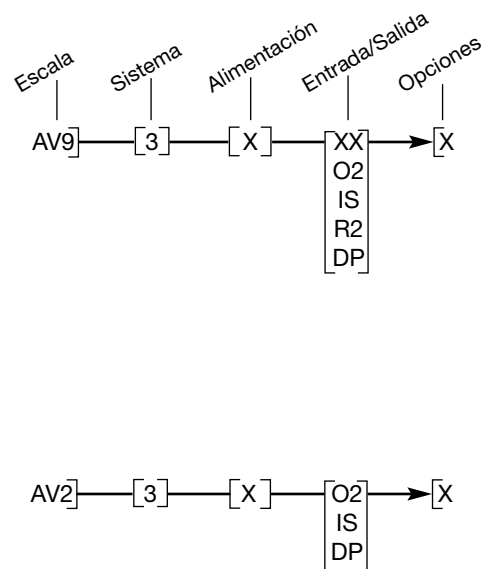 Escala Sistema Alimentación Entrada/Salida Opciones
AV9] [3] [X] [XX] [X
O2
IS
R2
DP
AV2] [3] [X] [O2] [X
IS
DP